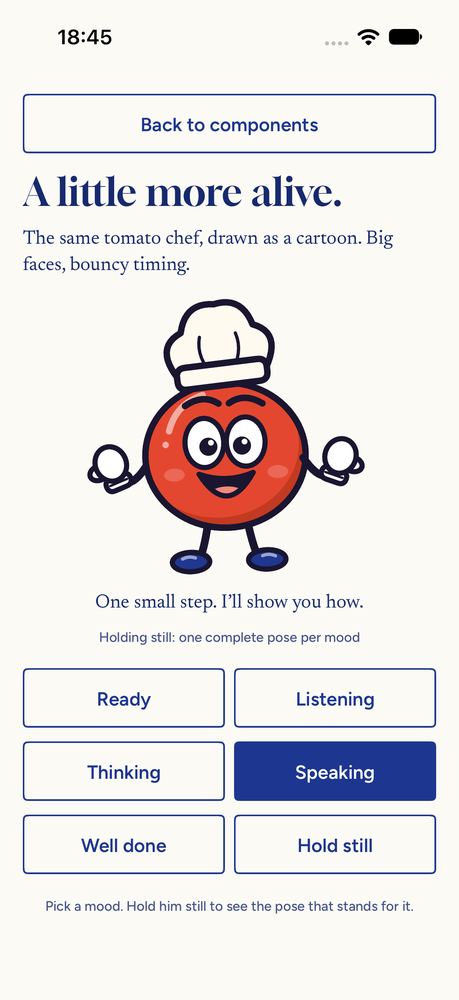 18:45
Back to components
A little more alive.
The same tomato chef, drawn as a cartoon. Big
faces, bouncy timing.
One small step. I’ll show you how.
Holding still: one complete pose per mood
Ready
Listening
Thinking
Speaking
Well done
Hold still
Pick a mood. Hold him still to see the pose that stands for it.